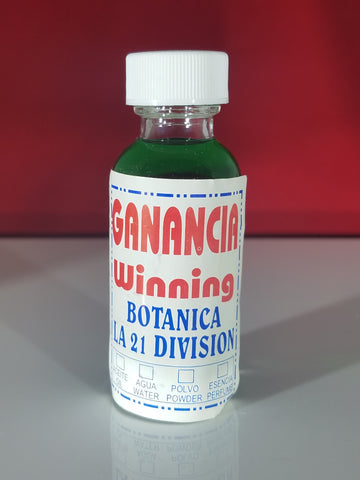 GANANCIA
Winning
BOTANICA
LA 21 DIVISION
AGUA POLVO
WATER POWDER